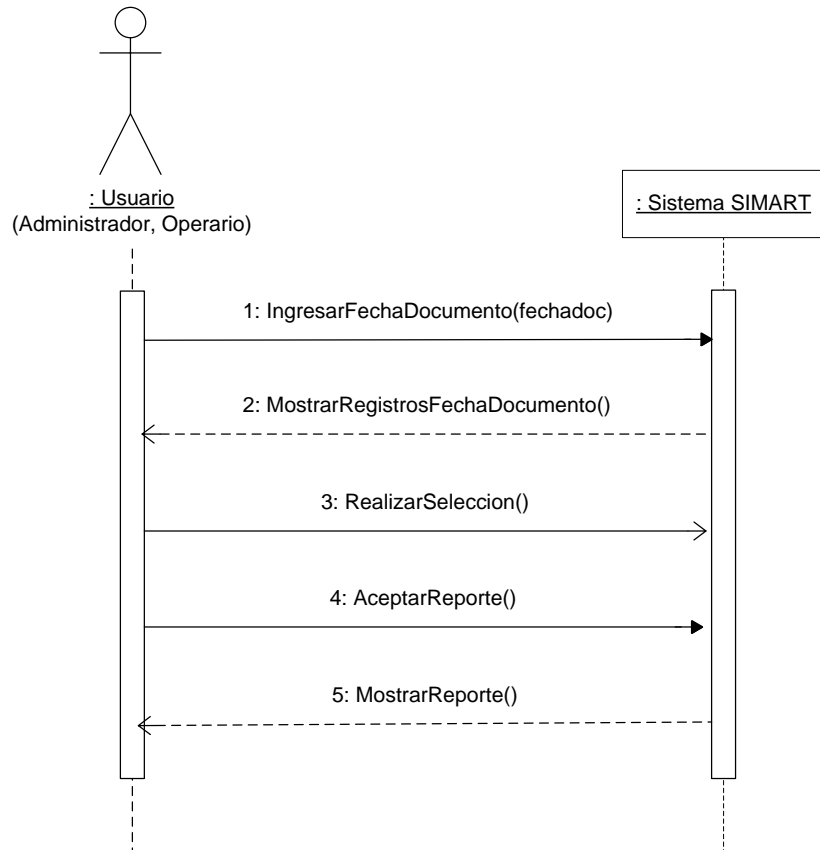 : Usuario
(Administrador, Operario)
: Sistema SIMART
1: IngresarFechaDocumento(fechadoc)
2: MostrarRegistrosFechaDocumento()
3: RealizarSeleccion()
4: AceptarReporte()
5: MostrarReporte()